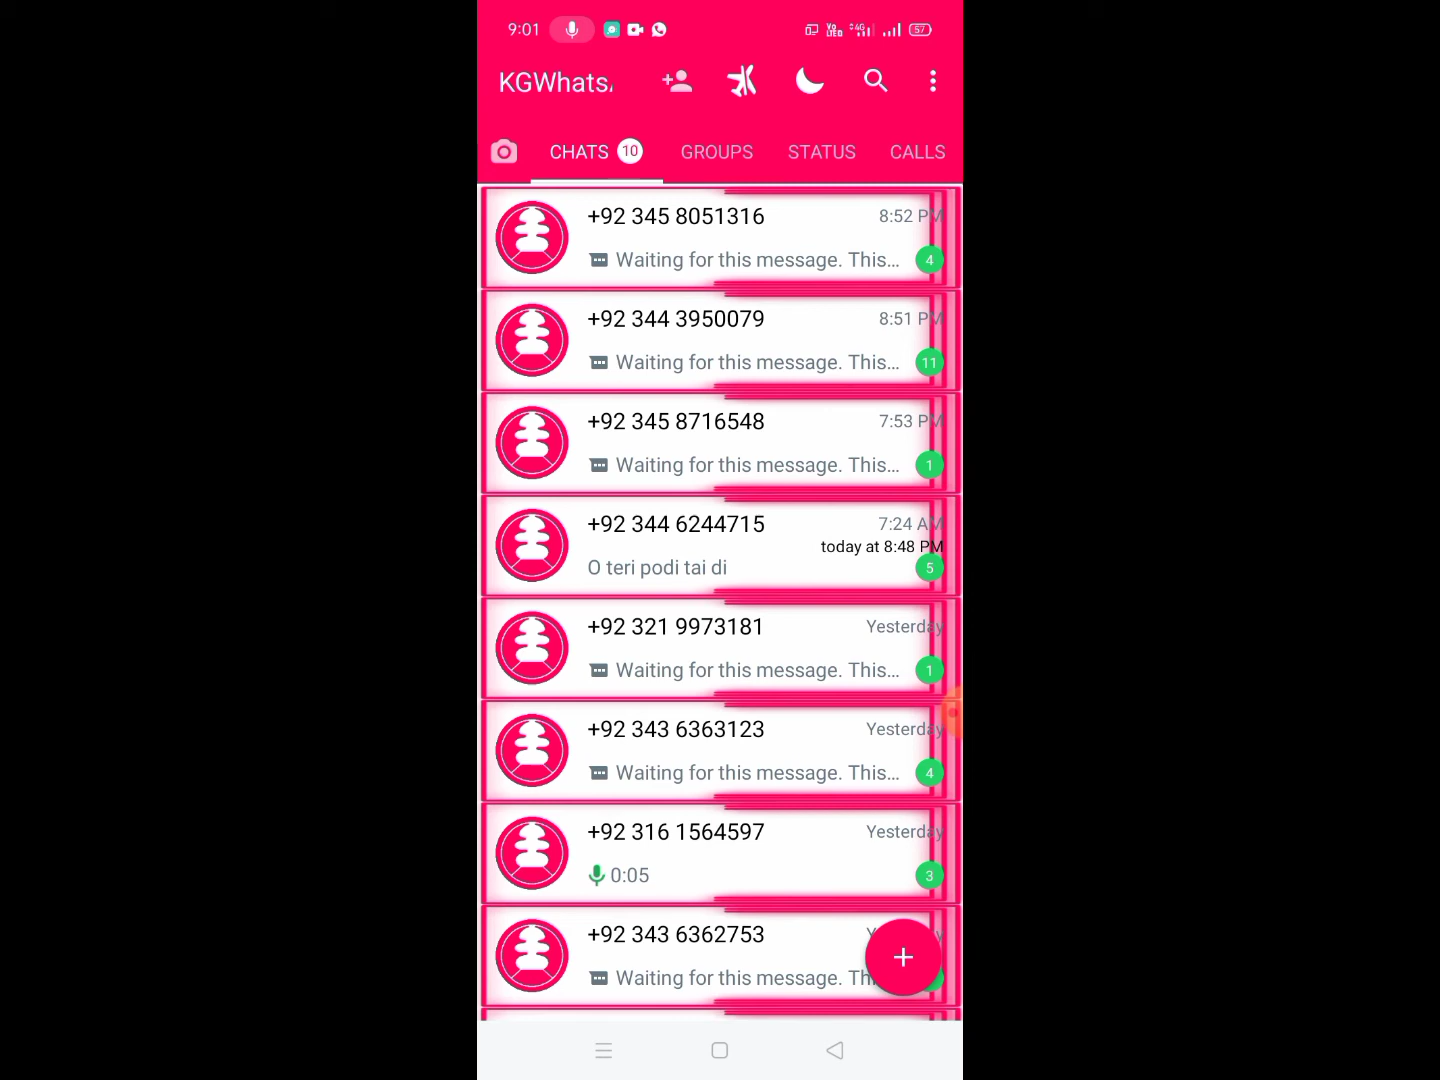 9:01 57
KGWhats
CHATS 10 GROUPS STATUS CALLS
+92 345 8051316 8:52 PM
Waiting for this message. This... 4
+92 344 3950079 8:51 PM
Waiting for this message. This... 11
+92 345 8716548 7:53 PM
Waiting for this message. This... 1
+92 344 6244715 7:24 AM
today at 8:48 PM
O teri podi tai di 5
+92 321 9973181 Yesterday
Waiting for this message. This... 1
+92 343 6363123 Yesterday
Waiting for this message. This... 4
+92 316 1564597 Yesterday
0:05 3
+92 343 6362753
Waiting for this message.